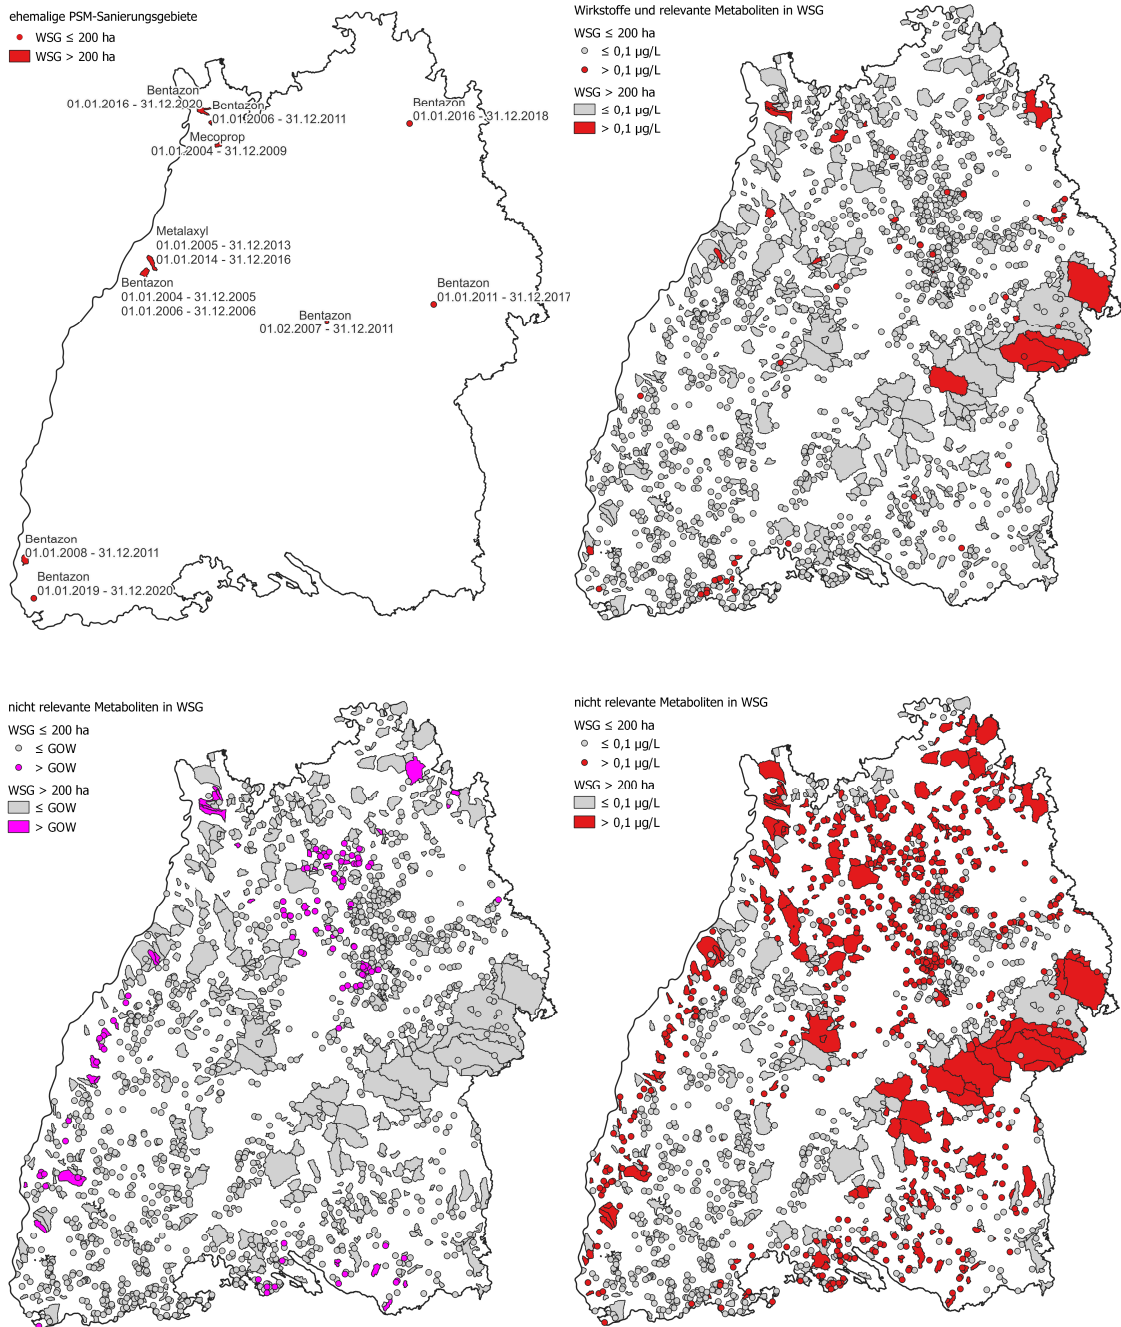 ehemalige PSM-Sanierungsgebiete
WSG ≤ 200 ha
WSG > 200 ha
Bentazon
01.01.2016 - 31.12.2020
Bentazon
01.01.2006 - 31.12.2011
Mecoprop
01.01.2004 - 31.12.2009
Bentazon
01.01.2016 - 31.12.2018
Metalaxyl
01.01.2005 - 31.12.2013
01.01.2014 - 31.12.2016
Bentazon
01.01.2004 - 31.12.2005
01.01.2006 - 31.12.2006
Bentazon
01.01.2011 - 31.12.2017
Bentazon
01.02.2007 - 31.12.2011
Bentazon
01.01.2008 - 31.12.2011
Bentazon
01.01.2019 - 31.12.2020
Wirkstoffe und relevante Metaboliten in WSG
WSG ≤ 200 ha
≤ 0,1 µg/L
> 0,1 µg/L
WSG > 200 ha
≤ 0,1 µg/L
> 0,1 µg/L
nicht relevante Metaboliten in WSG
WSG ≤ 200 ha
≤ GOW
> GOW
WSG > 200 ha
≤ GOW
> GOW
nicht relevante Metaboliten in WSG
WSG ≤ 200 ha
≤ 0,1 µg/L
> 0,1 µg/L
WSG > 200 ha
≤ 0,1 µg/L
> 0,1 µg/L